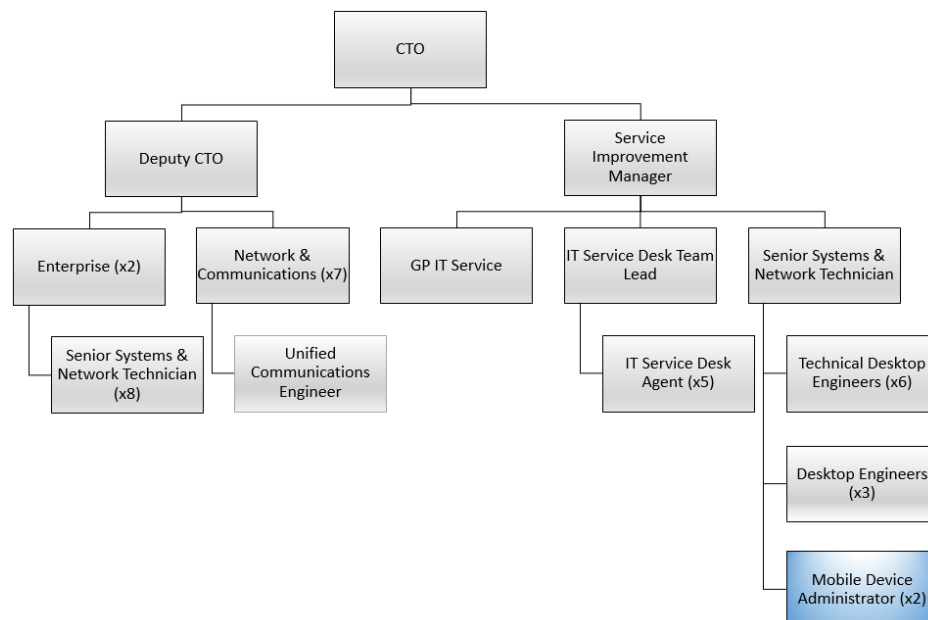 CTO
Deputy CTO
Service
Improvement
Manager
Enterprise (x2)
Network &
Communications (x7)
GP IT Service
IT Service Desk Team
Lead
Senior Systems &
Network Technician
Senior Systems &
Network Technician
(x8)
Unified
Communications
Engineer
IT Service Desk
Agent (x5)
Technical Desktop
Engineers (x6)
Desktop Engineers
(x3)
Mobile Device
Administrator (x2)